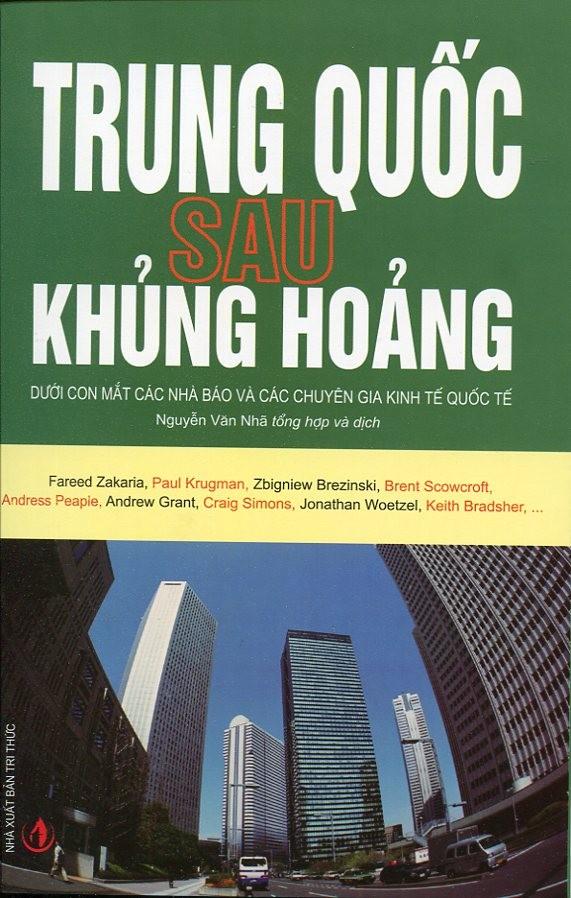 TRUNG QUỐC
SAU
KHỦNG HOẢNG
DƯỚI CON MẮT CÁC NHÀ BÁO VÀ CÁC CHUYÊN GIA KINH TẾ QUỐC TẾ
Nguyễn Văn Nhã tổng hợp và dịch
Fareed Zakaria, Paul Krugman, Zbigniew Brezinski, Brent Scowcroft,
Andress Peaple, Andrew Grant, Craig Simons, Jonathan Woetzel, Keith Bradsher, ...
NHÀ XUẤT BẢN TRI THỨC